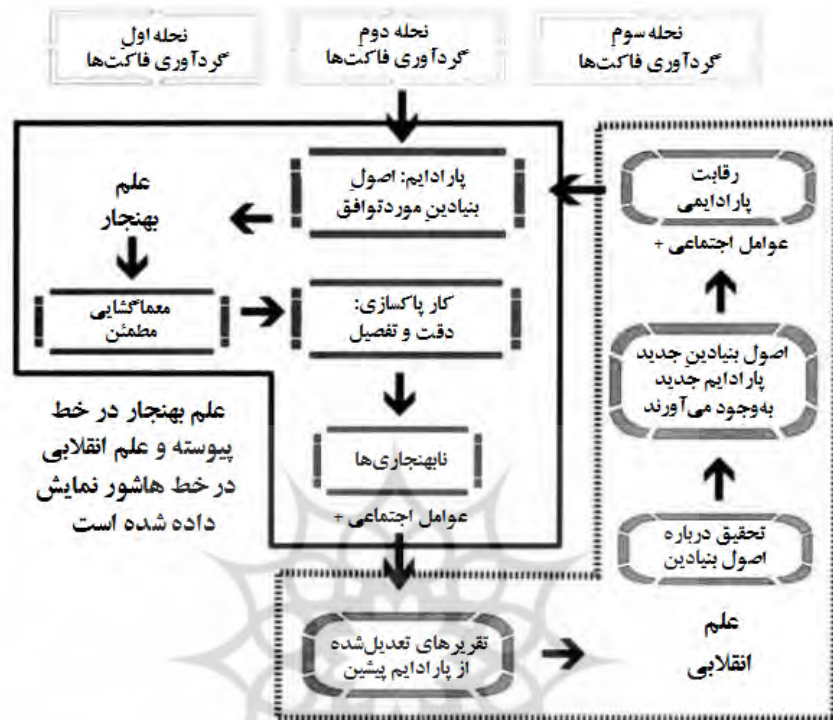 نحله اولِ
گردآوری فاکت‌ها
نحله دومِ
گردآوری فاکت‌ها
نحله سومِ
گردآوری فاکت‌ها
پارادایم: اصولِ
بنیادینِ موردتوافق
علم
بهنجار
معماگشایی
مطمئن
کار پاکسازی:
دقت و تفصیل
نابهنجاری‌ها
عوامل اجتماعی +
علم بهنجار در خط
پیوسته و علم انقلابی
در خط هاشور نمایش
داده شده است
تقریرهای تعدیل‌شده
از پارادایم پیشین
علم
انقلابی
تحقیق درباره
اصول بنیادین
اصول بنیادینِ جدید
پارادایم جدید
به‌وجود می‌آورند
رقابت
پارادایمی
عوامل اجتماعی +